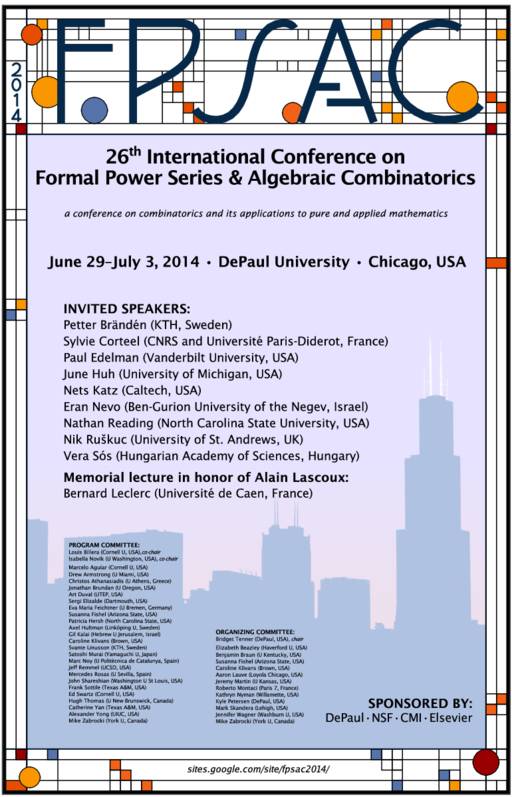 FPSAC
2014
26th International Conference on
Formal Power Series & Algebraic Combinatorics
a conference on combinatorics and its applications to pure and applied mathematics
June 29–July 3, 2014 · DePaul University · Chicago, USA
INVITED SPEAKERS:
Petter Brändén (KTH, Sweden)
Sylvie Corteel (CNRS and Université Paris-Diderot, France)
Paul Edelman (Vanderbilt University, USA)
June Huh (University of Michigan, USA)
Nets Katz (Caltech, USA)
Eran Nevo (Ben-Gurion University of the Negev, Israel)
Nathan Reading (North Carolina State University, USA)
Nik Ruškuc (University of St. Andrews, UK)
Vera Sós (Hungarian Academy of Sciences, Hungary)
Memorial lecture in honor of Alain Lascoux:
Bernard Leclerc (Université de Caen, France)
PROGRAM COMMITTEE:
Louis Billera (Cornell U, USA), co-chair
Isabella Novik (U Washington, USA), co-chair
Marcelo Aguiar (Cornell U, USA)
Drew Armstrong (U Miami, USA)
Christos Athanasiadis (U Athens, Greece)
Jonathan Brundan (U Oregon, USA)
Art Duval (UTEP, USA)
Sergi Elizalde (Dartmouth, USA)
Eva Maria Feichtner (U Bremen, Germany)
Susanna Fishel (Arizona State, USA)
Patricia Hersh (North Carolina State, USA)
Axel Hultman (Linköping U, Sweden)
Gil Kalai (Hebrew U Jerusalem, Israel)
Caroline Klivans (Brown, USA)
Svante Linusson (KTH, Sweden)
Satoshi Murai (Yamaguchi U, Japan)
Marc Noy (U Politècnica de Catalunya, Spain)
Jeff Remmel (UCSD, USA)
Mercedes Rosas (U Sevilla, Spain)
John Shareshian (Washington U St Louis, USA)
Frank Sottile (Texas A&M, USA)
Ed Swartz (Cornell U, USA)
Hugh Thomas (U New Brunswick, Canada)
Catherine Yan (Texas A&M, USA)
Alexander Yong (UIUC, USA)
Mike Zabrocki (York U, Canada)
ORGANIZING COMMITTEE:
Bridget Tenner (DePaul, USA), chair
Elizabeth Beazley (Haverford U, USA)
Benjamin Braun (U Kentucky, USA)
Susanna Fishel (Arizona State, USA)
Caroline Klivans (Brown, USA)
Aaron Lauve (Loyola Chicago, USA)
Jeremy Martin (U Kansas, USA)
Roberto Mantaci (Paris 7, France)
Kathryn Nyman (Willamette, USA)
Kyle Petersen (DePaul, USA)
Mark Skandera (Lehigh, USA)
Jennifer Wagner (Washburn U, USA)
Mike Zabrocki (York U, Canada)
SPONSORED BY:
DePaul · NSF · CMI · Elsevier
sites.google.com/site/fpsac2014/